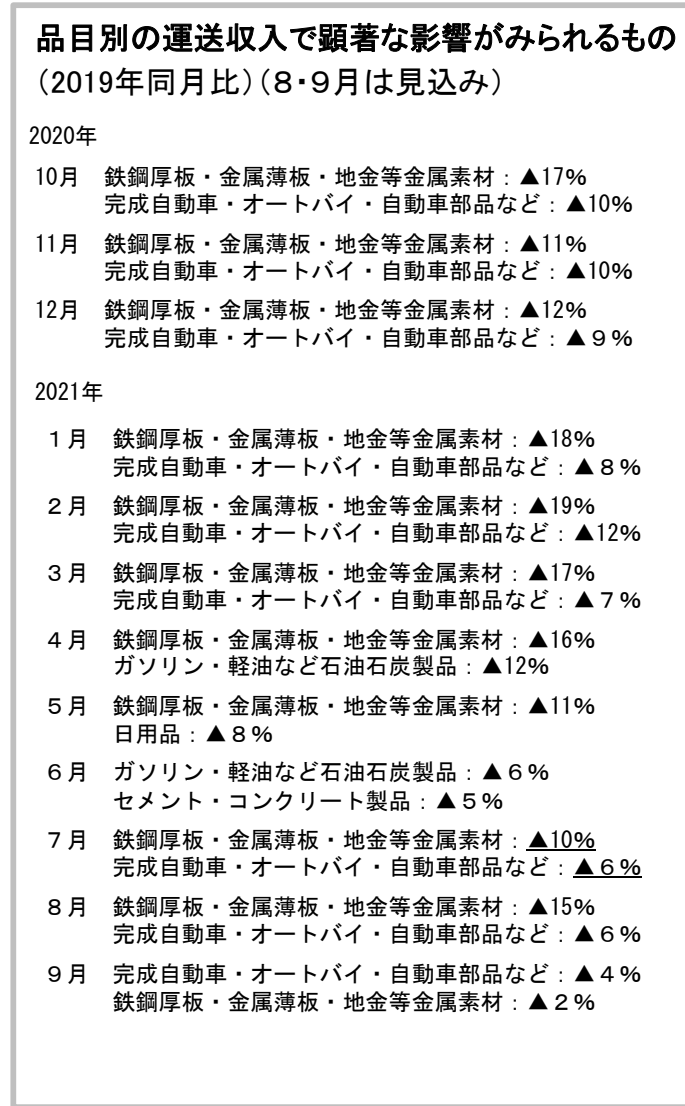 品目別の運送収入で顕著な影響がみられるもの
（2019年同月比）（８・９月は見込み）
2020年
10月　鉄鋼厚板・金属薄板・地金等金属素材：▲17%
完成自動車・オートバイ・自動車部品など：▲10%
11月　鉄鋼厚板・金属薄板・地金等金属素材：▲11%
完成自動車・オートバイ・自動車部品など：▲10%
12月　鉄鋼厚板・金属薄板・地金等金属素材：▲12%
完成自動車・オートバイ・自動車部品など：▲９%
2021年
１月　鉄鋼厚板・金属薄板・地金等金属素材：▲18%
完成自動車・オートバイ・自動車部品など：▲８%
２月　鉄鋼厚板・金属薄板・地金等金属素材：▲19%
完成自動車・オートバイ・自動車部品など：▲12%
３月　鉄鋼厚板・金属薄板・地金等金属素材：▲17%
完成自動車・オートバイ・自動車部品など：▲７%
４月　鉄鋼厚板・金属薄板・地金等金属素材：▲16%
ガソリン・軽油など石油石炭製品：▲12%
５月　鉄鋼厚板・金属薄板・地金等金属素材：▲11%
日用品：▲８%
６月　ガソリン・軽油など石油石炭製品：▲６%
セメント・コンクリート製品：▲５%
７月　鉄鋼厚板・金属薄板・地金等金属素材：▲10%
完成自動車・オートバイ・自動車部品など：▲６%
８月　鉄鋼厚板・金属薄板・地金等金属素材：▲15%
完成自動車・オートバイ・自動車部品など：▲６%
９月　完成自動車・オートバイ・自動車部品など：▲４%
鉄鋼厚板・金属薄板・地金等金属素材：▲２%